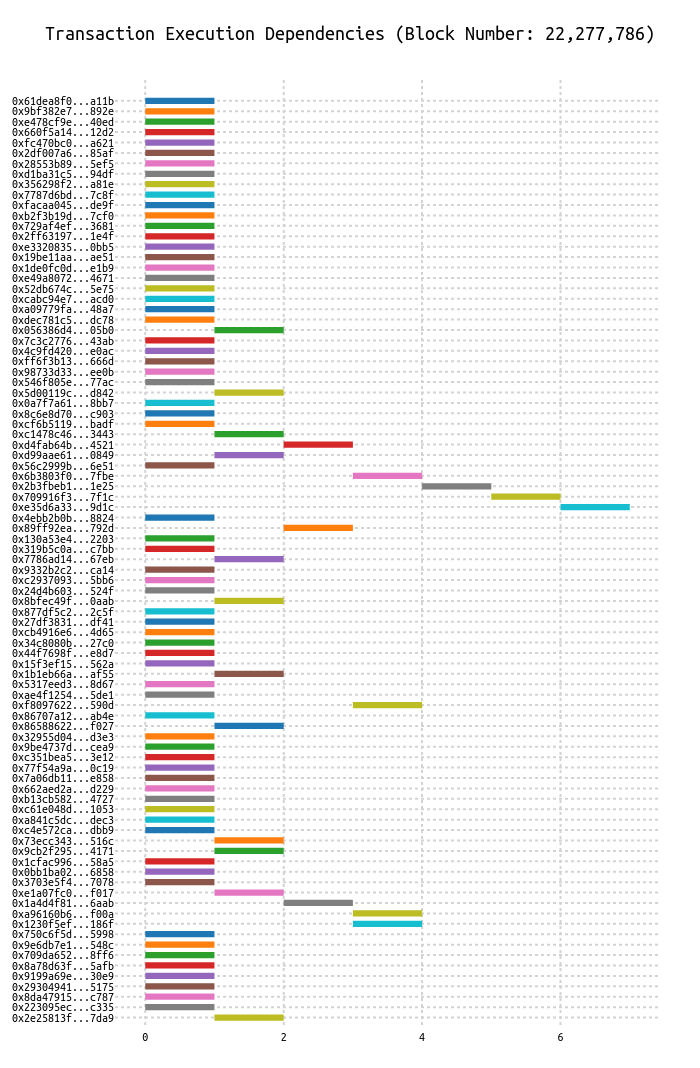 Transaction Execution Dependencies (Block Number: 22,277,786)
0x61dea8f0...a11b
0x9bf382e7...892e
0xe478cf9e...40ed
0x660f5a14...12d2
0xfc470bc0...a621
0x2df007a6...85af
0x28553b89...5ef5
0xd1ba31c5...94df
0x356298f2...a81e
0x7787d6bd...7c8f
0xfacaa045...de9f
0xb2f3b19d...7cf0
0x729af4ef...3681
0x2ff63197...1e4f
0xe3320835...0bb5
0x19be11aa...ae51
0x1de0fc0d...e1b9
0xe49a8072...4671
0x52db674c...5e75
0xcabc94e7...acd0
0xa09779fa...48a7
0xdec781c5...dc78
0x056386d4...05b0
0x7c3c2776...43ab
0x4c9fd420...e0ac
0xff6f3b13...666d
0x98733d33...ee0b
0x546f805e...77ac
0x5d00119c...d842
0x0a7f7a61...8bb7
0x8c6e8d70...c903
0xcf6b5119...badf
0xc1478c46...3443
0xd4fab64b...4521
0xd99aae61...0849
0x56c2999b...6e51
0x6b3803f0...7fbe
0x2b3fbeb1...1e25
0x709916f3...7f1c
0xe35d6a33...9d1c
0x4ebb2b0b...8824
0x89ff92ea...792d
0x130a53e4...2203
0x319b5c0a...c7bb
0x7786ad14...67eb
0x9332b2c2...ca14
0xc2937093...5bb6
0x24d4b603...524f
0x8bfec49f...0aab
0x877df5c2...2c5f
0x27df3831...df41
0xcb4916e6...4d65
0x34c8080b...27c0
0x44f7698f...e8d7
0x15f3ef15...562a
0x1b1eb66a...af55
0x5317eed3...8d67
0xae4f1254...5de1
0xf8097622...590d
0x86707a12...ab4e
0x86588622...f027
0x32955d04...d3e3
0x9be4737d...cea9
0xc351bea5...3e12
0x77f54a9a...0c19
0x7a06db11...e858
0x662aed2a...d229
0xb13cb582...4727
0xc61e048d...1053
0xa841c5dc...dec3
0xc4e572ca...dbb9
0x73ecc343...516c
0x9cb2f295...4171
0x1cfac996...58a5
0x0bb1ba02...6858
0x3703e5f4...7078
0xe1a07fc0...f017
0x1a4d4f81...6aab
0xa96160b6...f00a
0x1230f5ef...186f
0x750c6f5d...5998
0x9e6db7e1...548c
0x709da652...8ff6
0x8a78d63f...5afb
0x9199a69e...30e9
0x29304941...5175
0x8da47915...c787
0x223095ec...c335
0x2e25813f...7da9
0 2 4 6